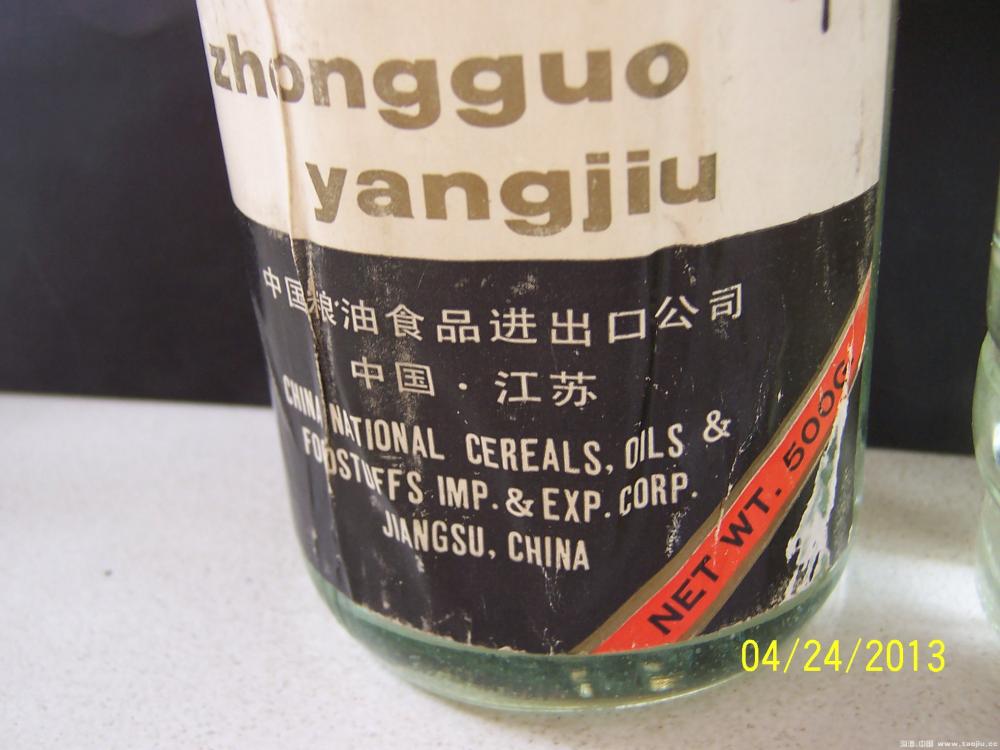 zhongguo
yangjiu
中国粮油食品进出口公司
中国·江苏
CHINA NATIONAL CEREALS, OILS &
FOODSTUFFS IMP. & EXP. CORP.
JIANGSU, CHINA
NET WT. 500G
04/24/2013